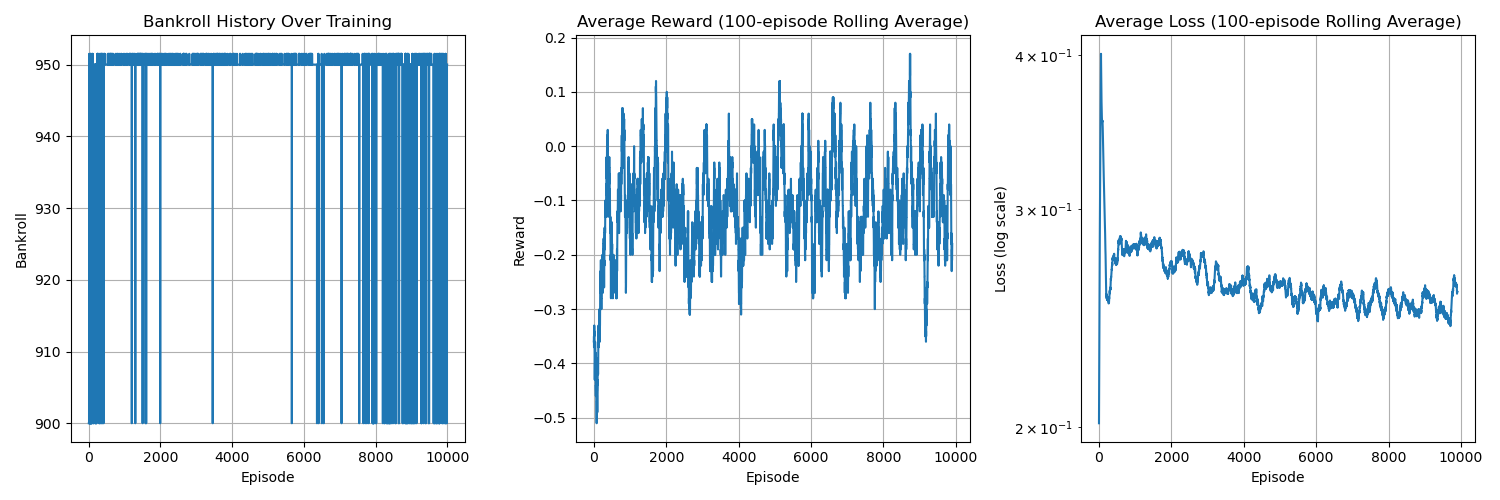 Bankroll History Over Training
950
940
930
920
910
900
Bankroll
0
2000
4000
6000
8000
10000
Episode
Average Reward (100-episode Rolling Average)
0.2
0.1
0.0
−0.1
−0.2
−0.3
−0.4
−0.5
Reward
0
2000
4000
6000
8000
10000
Episode
Average Loss (100-episode Rolling Average)
4 × 10⁻¹
3 × 10⁻¹
2 × 10⁻¹
Loss (log scale)
0
2000
4000
6000
8000
10000
Episode